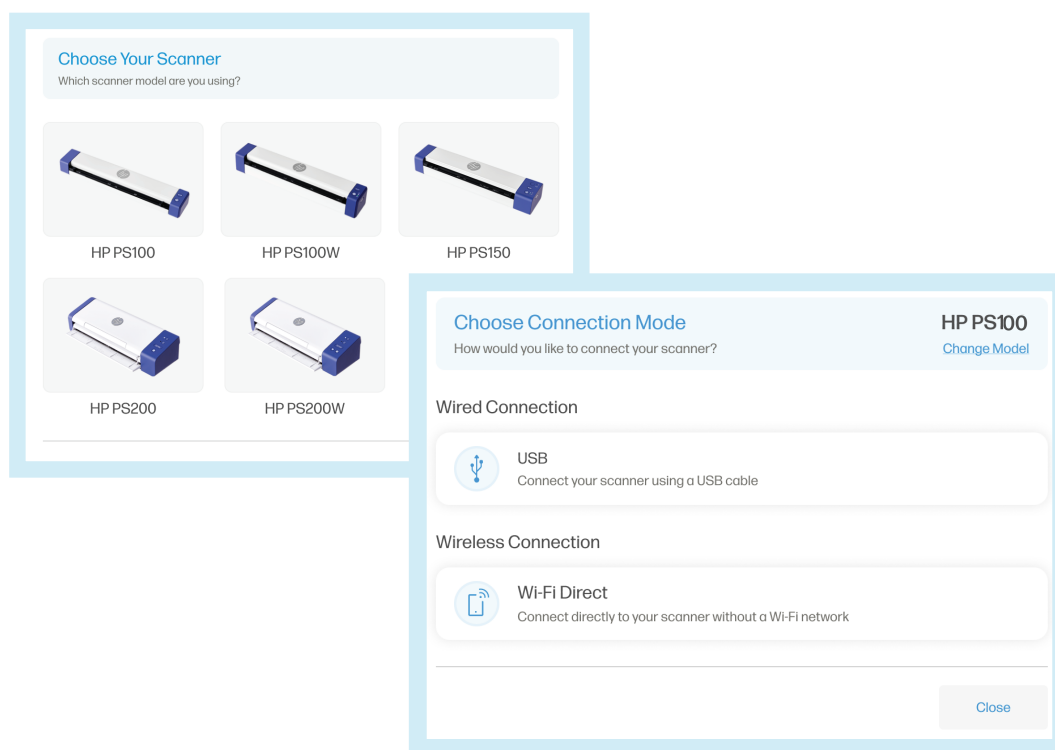 Choose Your Scanner
Which scanner model are you using?
HP PS100
HP PS100W
HP PS150
HP PS200
HP PS200W
Choose Connection Mode
HP PS100
How would you like to connect your scanner?
Change Model
Wired Connection
USB
Connect your scanner using a USB cable
Wireless Connection
Wi-Fi Direct
Connect directly to your scanner without a Wi-Fi network
Close